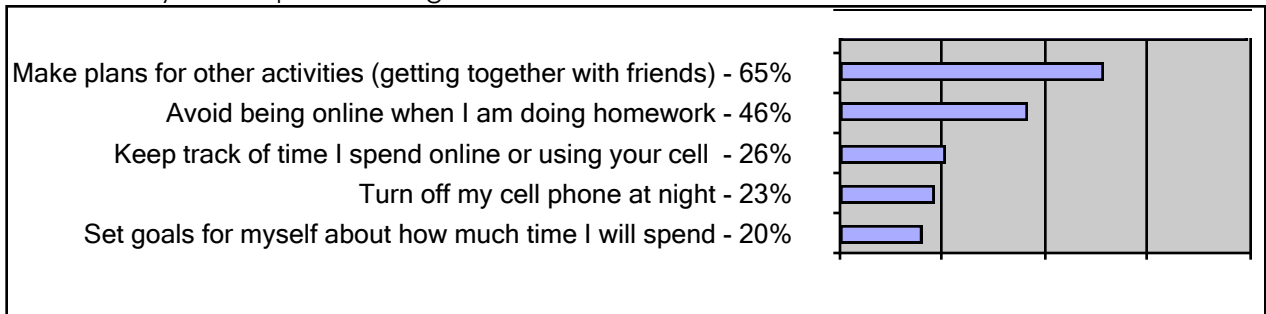 Make plans for other activities (getting together with friends) - 65%
Avoid being online when I am doing homework - 46%
Keep track of time I spend online or using your cell - 26%
Turn off my cell phone at night - 23%
Set goals for myself about how much time I will spend - 20%